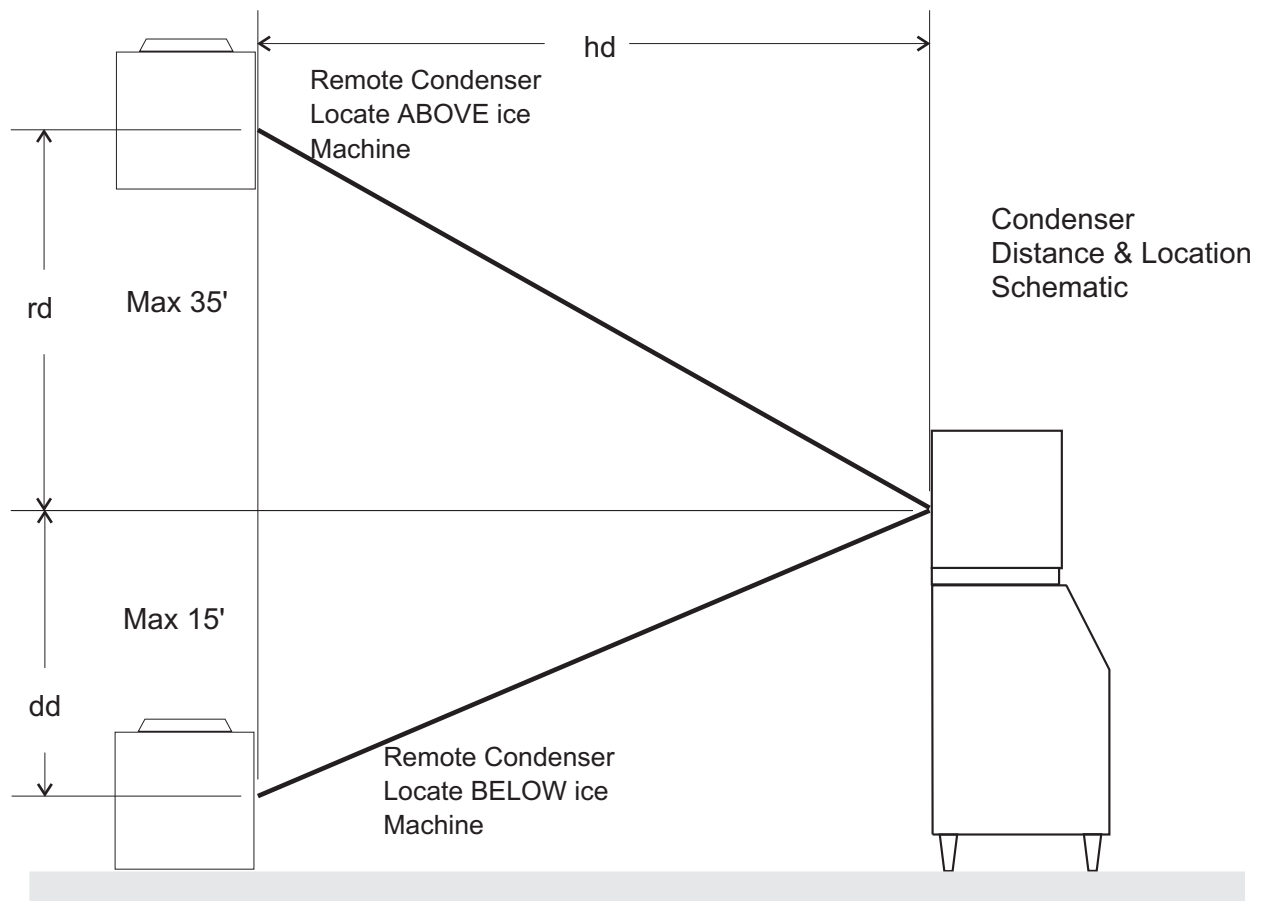 hd
Remote Condenser
Locate ABOVE ice
Machine
Condenser
Distance & Location
Schematic
rd
Max 35'
Max 15'
dd
Remote Condenser
Locate BELOW ice
Machine